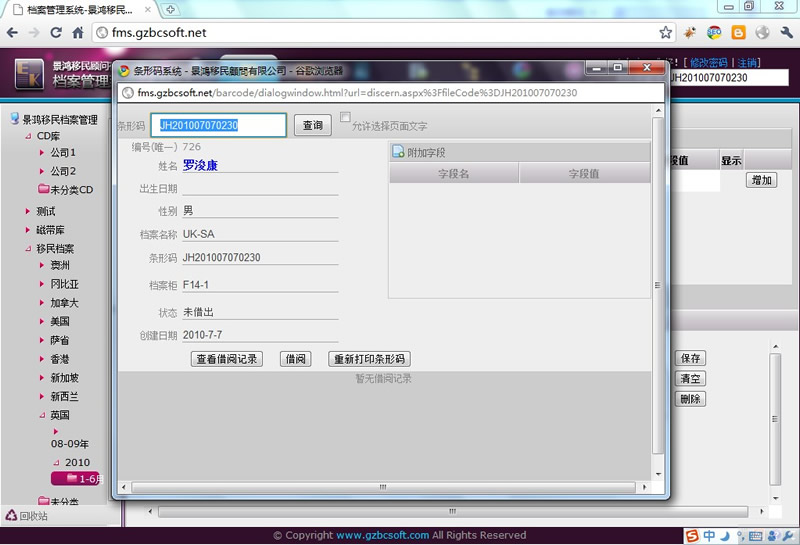 档案管理系统-景鸿移民...
fms.gzbcsoft.net
景鸿移民顧問
档案管理
EK
! [ 修改密码 | 注销]
JH201007070230
条形码系统 - 景鸿移民顧問有限公司 - 谷歌浏览器
fms.gzbcsoft.net/barcode/dialogwindow.html?url=discern.aspx%3FfileCode%3DJH201007070230
条形码 JH201007070230 查询 允许选择页面文字
编号(唯一) 726
姓名 罗浚康
出生日期
性别 男
档案名称 UK-SA
条形码 JH201007070230
档案柜 F14-1
状态 未借出
创建日期 2010-7-7
查看借阅记录 借阅 重新打印条形码
暂无借阅记录
附加字段
字段名 字段值
景鸿移民档案管理
CD库
公司1
公司2
未分类CD
测试
磁带库
移民档案
澳洲
冈比亚
加拿大
美国
萨省
香港
新加坡
新西兰
英国
08-09年
2010
1-6月
未分类
回收站
段值 显示
增加
保存
清空
删除
© Copyright www.gzbcsoft.com All Rights Reserved
中